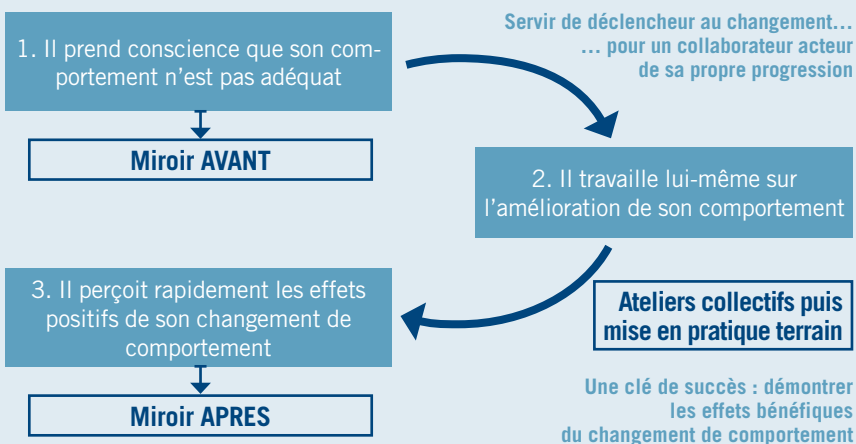 1. Il prend conscience que son com-
portement n'est pas adéquat
Miroir AVANT
Servir de déclencheur au changement…
… pour un collaborateur acteur
de sa propre progression
2. Il travaille lui-même sur
l'amélioration de son comportement
Ateliers collectifs puis
mise en pratique terrain
3. Il perçoit rapidement les effets
positifs de son changement de
comportement
Miroir APRES
Une clé de succès : démontrer
les effets bénéfiques
du changement de comportement